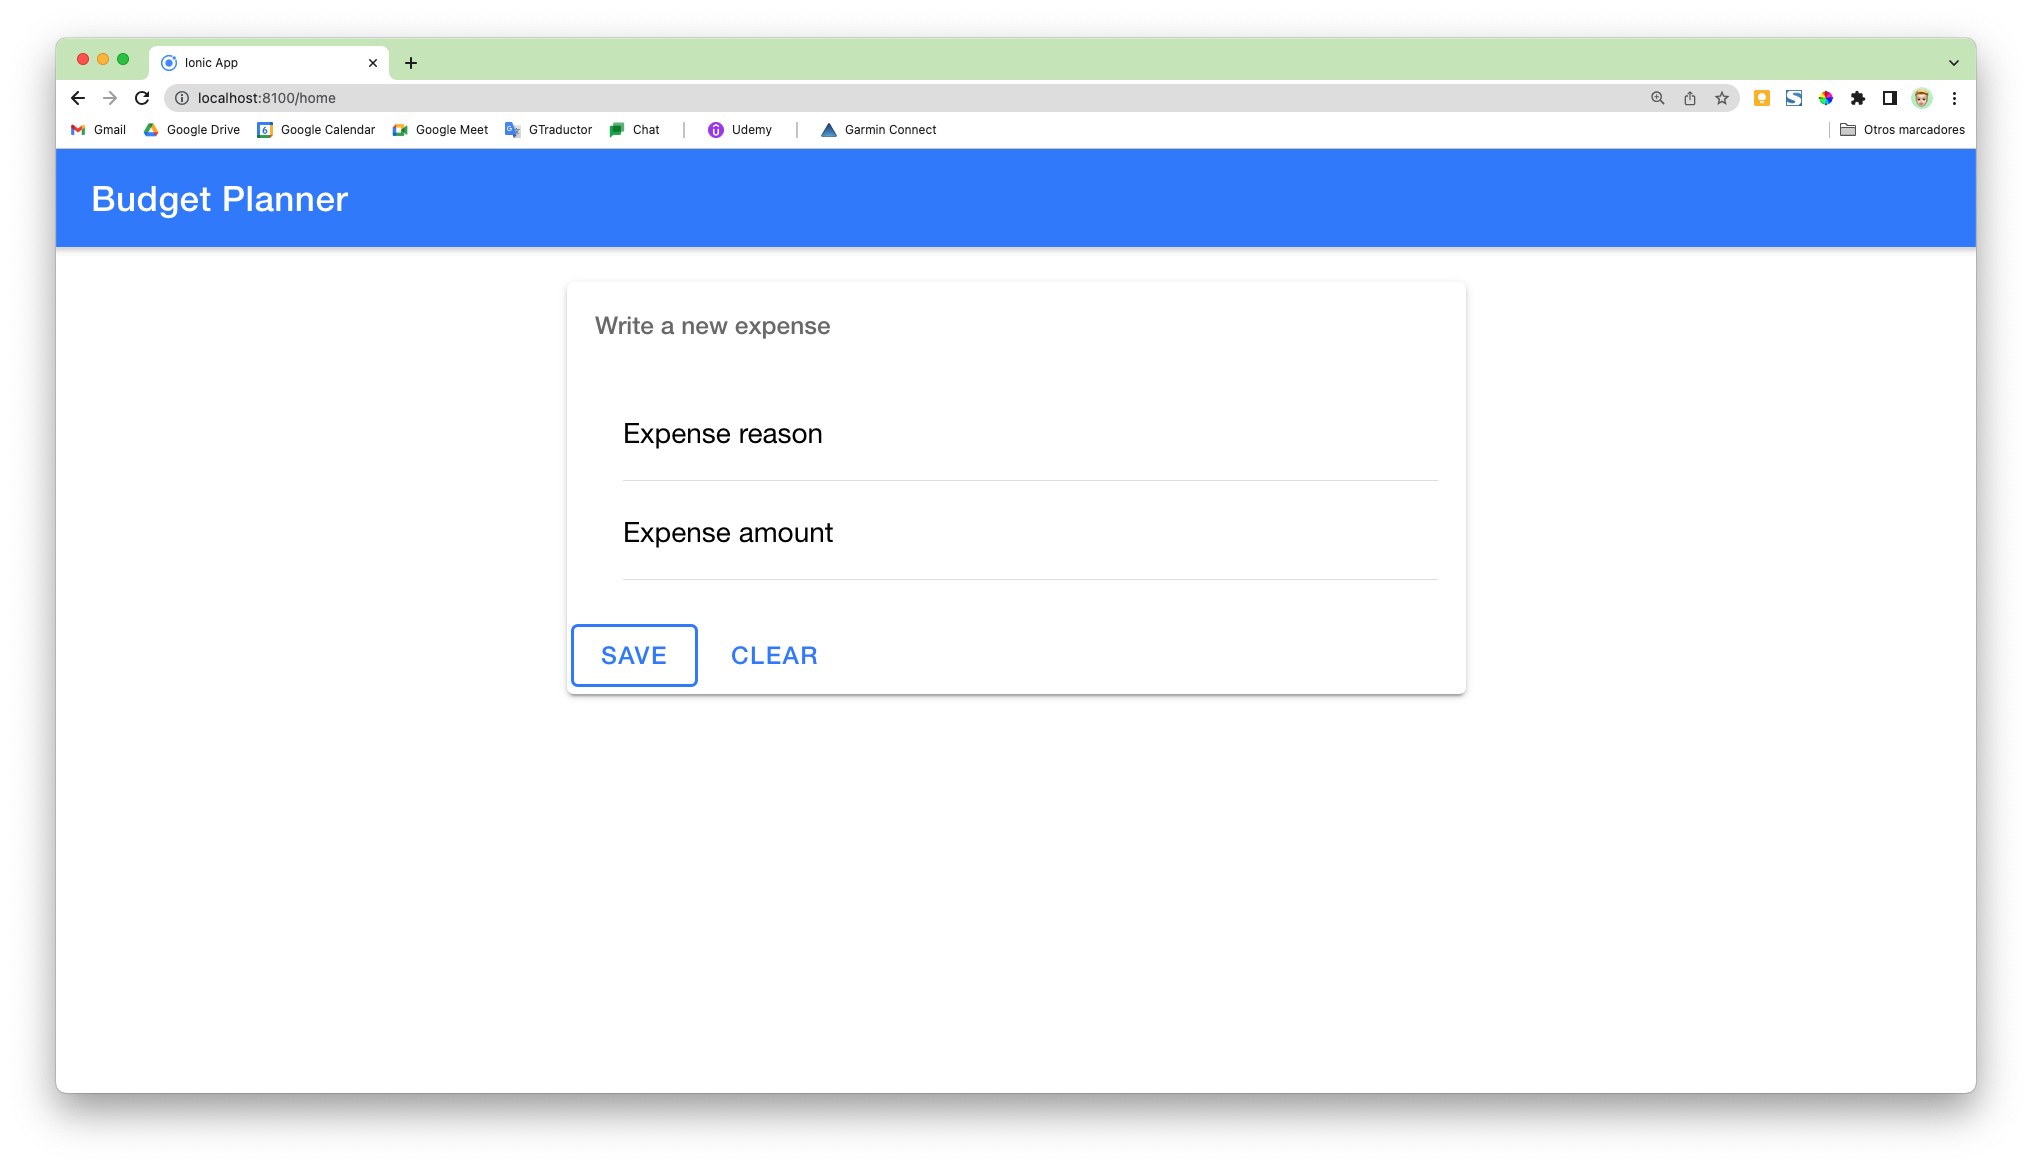 Ionic App
localhost:8100/home
Gmail Google Drive 6 Google Calendar Google Meet GTraductor Chat | Udemy | Garmin Connect Otros marcadores
Budget Planner
Write a new expense
Expense reason
Expense amount
SAVE CLEAR